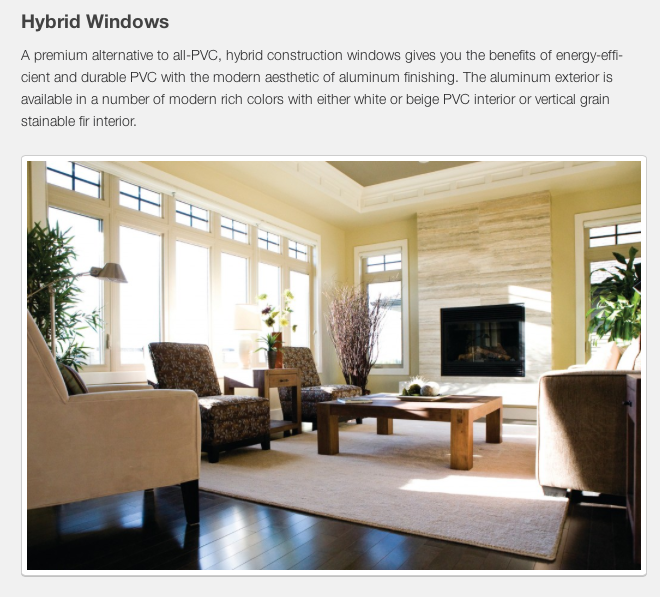 Hybrid Windows
A premium alternative to all-PVC, hybrid construction windows gives you the benefits of energy-effi-
cient and durable PVC with the modern aesthetic of aluminum finishing. The aluminum exterior is
available in a number of modern rich colors with either white or beige PVC interior or vertical grain
stainable fir interior.